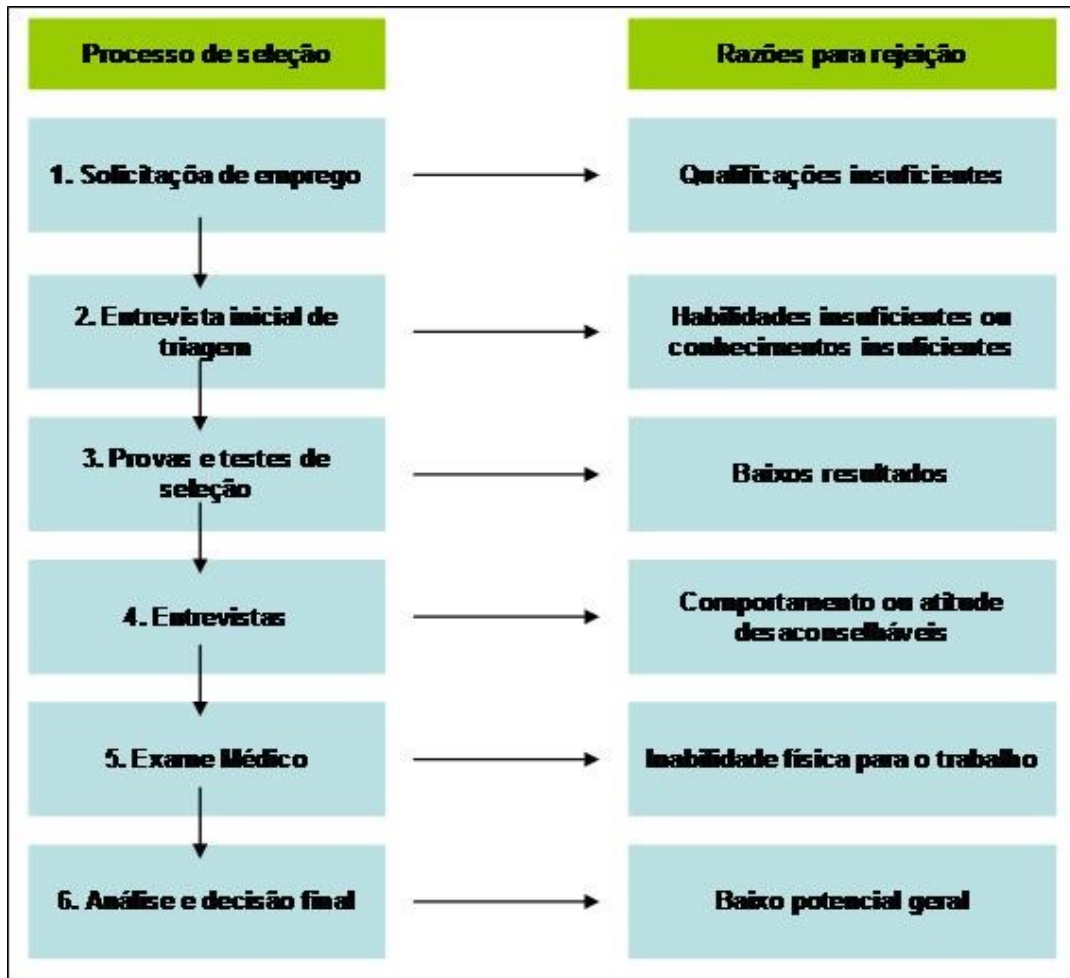 Processo de seleção
Razões para rejeição
1. Solicitaçõa de emprego
Qualificações insuficientes
2. Entrevista inicial de
triagem
Habilidades insuficientes ou
conhecimentos insuficientes
3. Provas e testes de
seleção
Baixos resultados
4. Entrevistas
Comportamento ou atitude
desaconselháveis
5. Exame Médico
Inabilidade física para o trabalho
6. Análise e decisão final
Baixo potencial geral